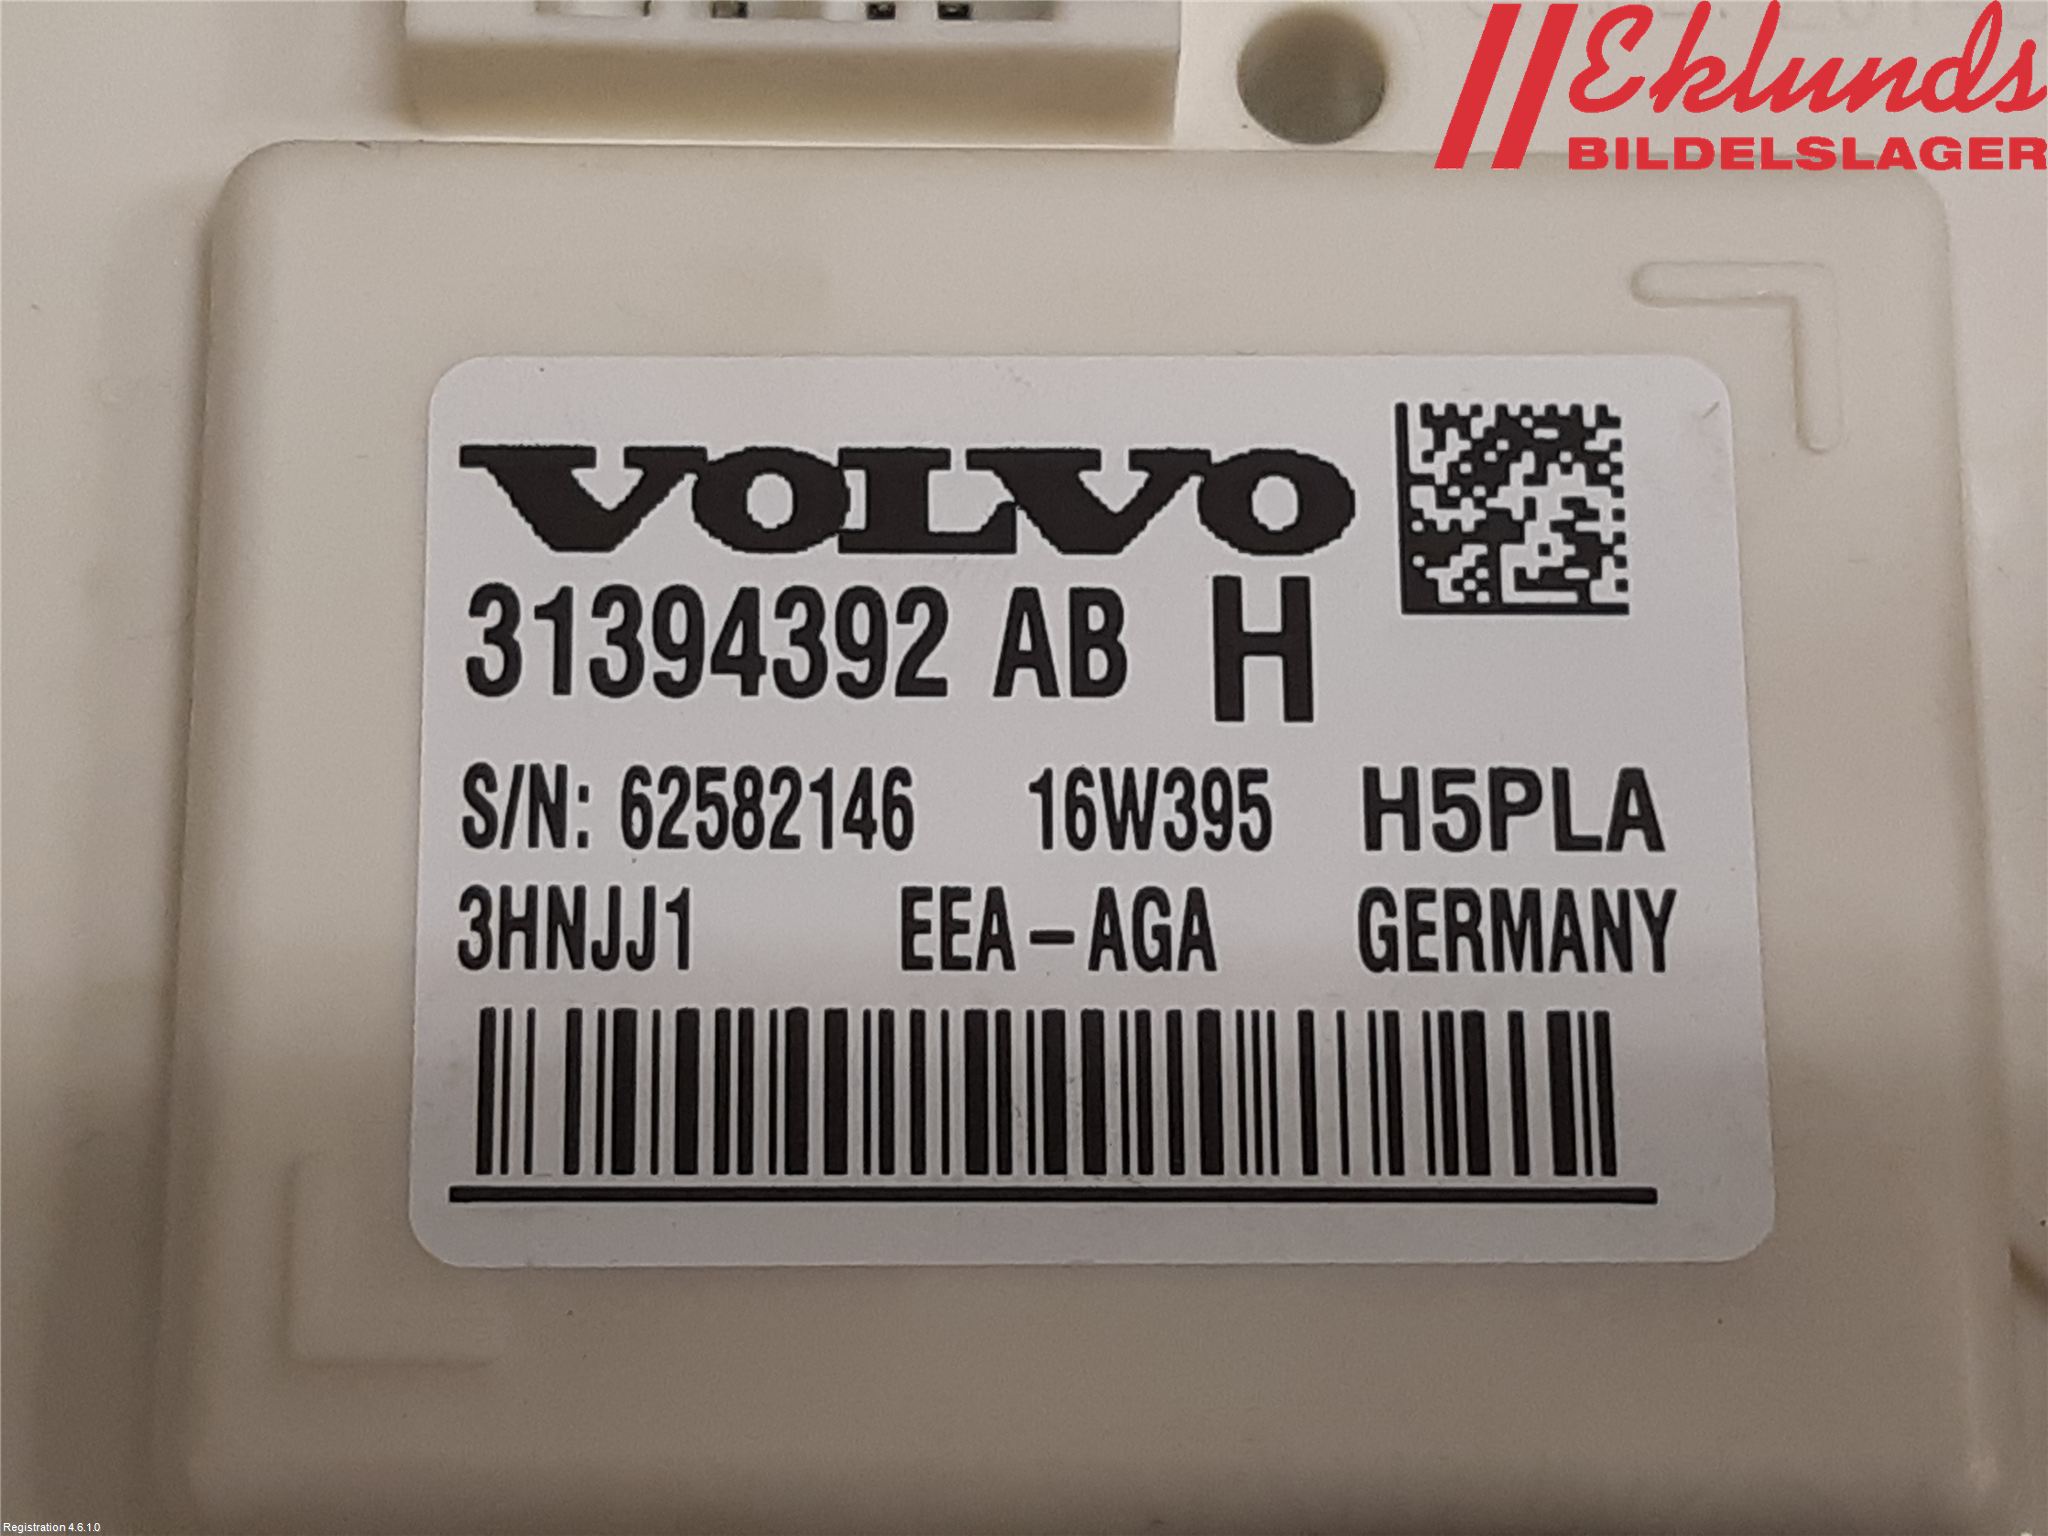 Eklunds
BILDELSLAGER
VOLVO
31394392 AB H
S/N: 62582146 16W395 H5PLA
3HNJJ1 EEA-AGA GERMANY
Registration 4.6.1.0